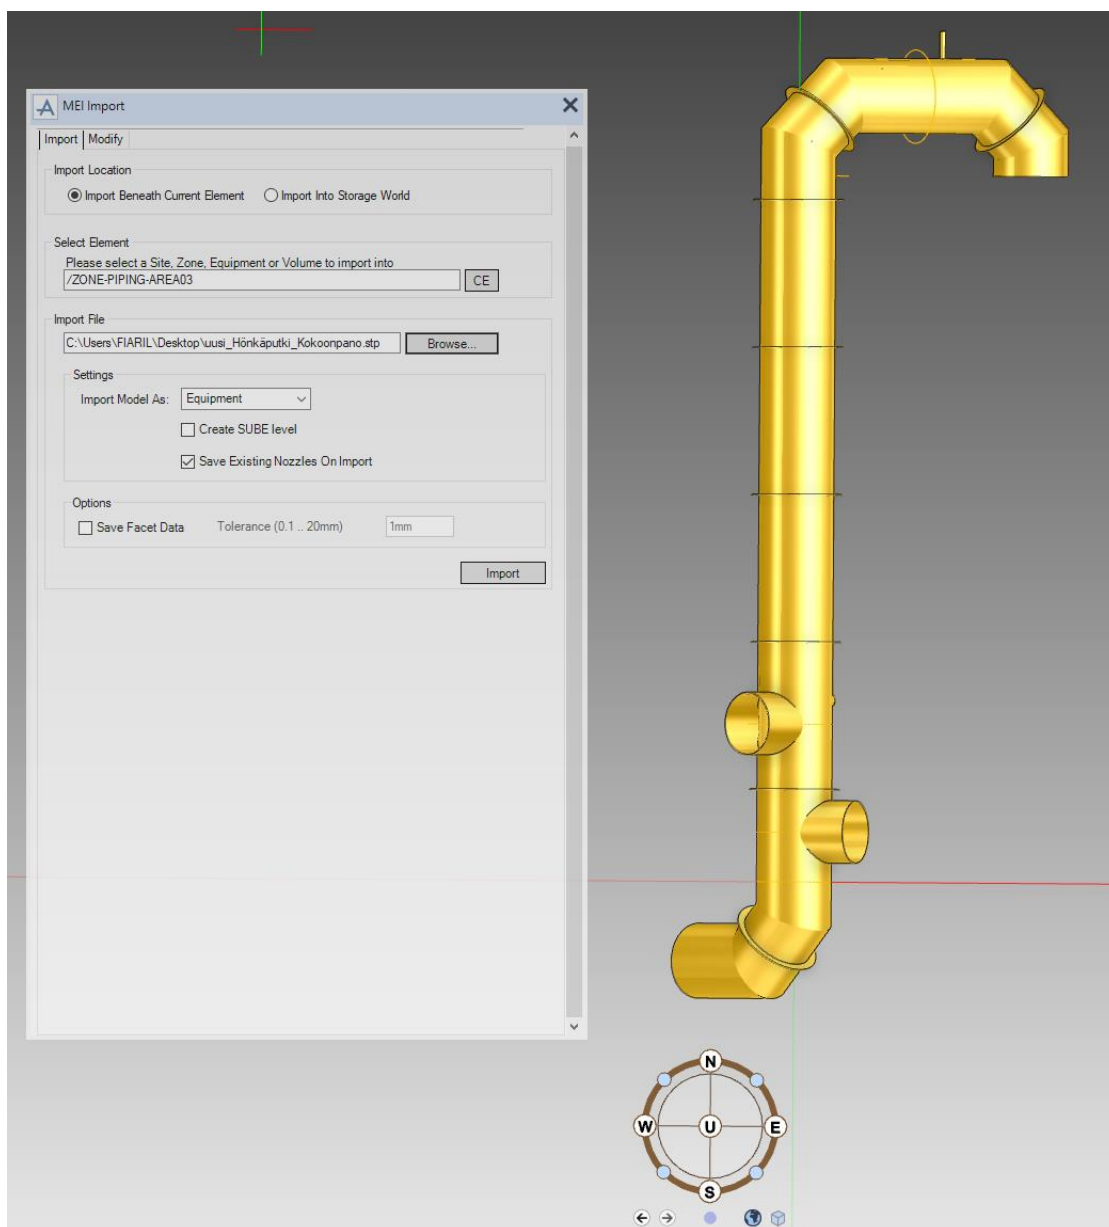 MEI Import
Import Modify
Import Location
Import Beneath Current Element Import Into Storage World
Select Element
Please select a Site, Zone, Equipment or Volume to import into
/ZONE-PIPING-AREA03 CE
Import File
C:\Users\FIARIL\Desktop\uusi_Hönkäputki_Kokoonpano.stp Browse...
Settings
Import Model As: Equipment
Create SUBE level
Save Existing Nozzles On Import
Options
Save Facet Data Tolerance (0.1 .. 20mm) 1mm
Import
N
W U E
S